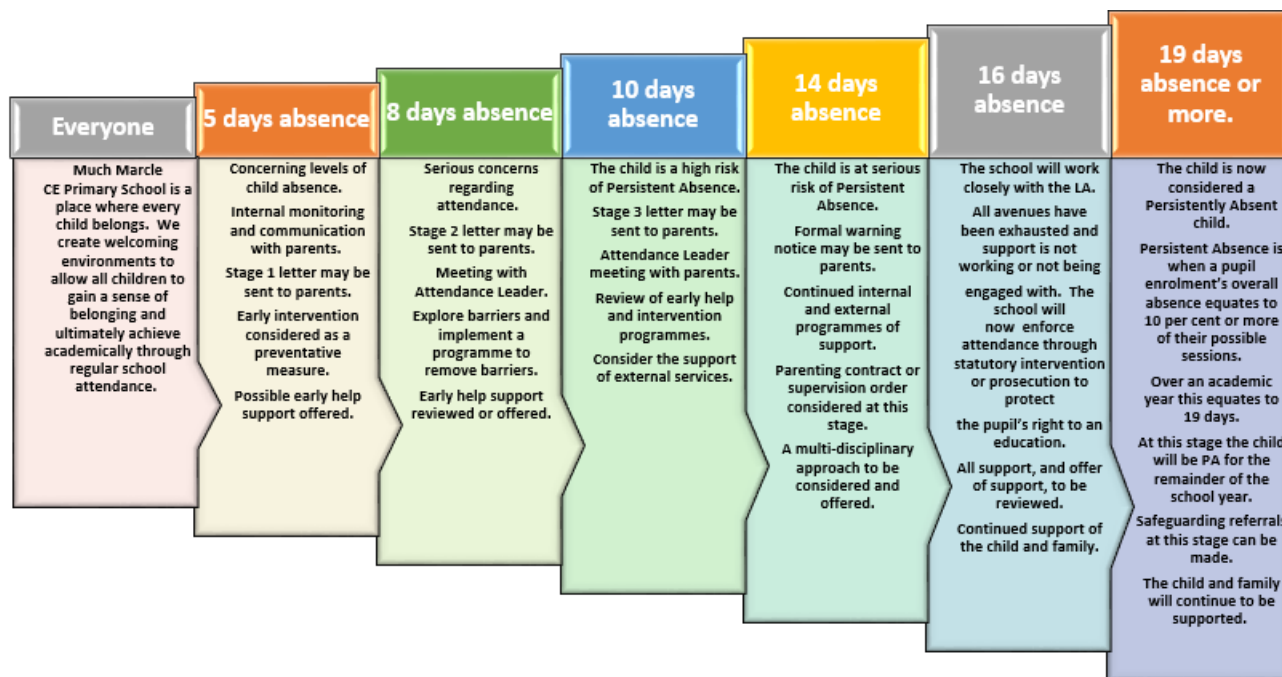 Everyone
Much Marcle
CE Primary School is a
place where every
child belongs. We
create welcoming
environments to
allow all children to
gain a sense of
belonging and
ultimately achieve
academically through
regular school
attendance.
5 days absence
Concerning levels of
child absence.
Internal monitoring
and communication
with parents.
Stage 1 letter may be
sent to parents.
Early intervention
considered as a
preventative
measure.
Possible early help
support offered.
8 days absence
Serious concerns
regarding
attendance.
Stage 2 letter may be
sent to parents.
Meeting with
Attendance Leader.
Explore barriers and
implement a
programme to
remove barriers.
Early help support
reviewed or offered.
10 days
absence
The child is a high risk
of Persistent Absence.
Stage 3 letter may be
sent to parents.
Attendance Leader
meeting with parents.
Review of early help
and intervention
programmes.
Consider the support
of external services.
14 days
absence
The child is at serious
risk of Persistent
Absence.
Formal warning
notice may be sent to
parents.
Continued internal
and external
programmes of
support.
Parenting contract or
supervision order
considered at this
stage.
A multi-disciplinary
approach to be
considered and
offered.
16 days
absence
The school will work
closely with the LA.
All avenues have
been exhausted and
support is not
working or not being
engaged with. The
school will
now enforce
attendance through
statutory intervention
or prosecution to
protect
the pupil's right to an
education.
All support, and offer
of support, to be
reviewed.
Continued support of
the child and family.
19 days
absence or
more.
The child is now
considered a
Persistently Absent
child.
Persistent Absence is
when a pupil
enrolment's overall
absence equates to
10 per cent or more
of their possible
sessions.
Over an academic
year this equates to
19 days.
At this stage the child
will be PA for the
remainder of the
school year.
Safeguarding referrals
at this stage can be
made.
The child and family
will continue to be
supported.